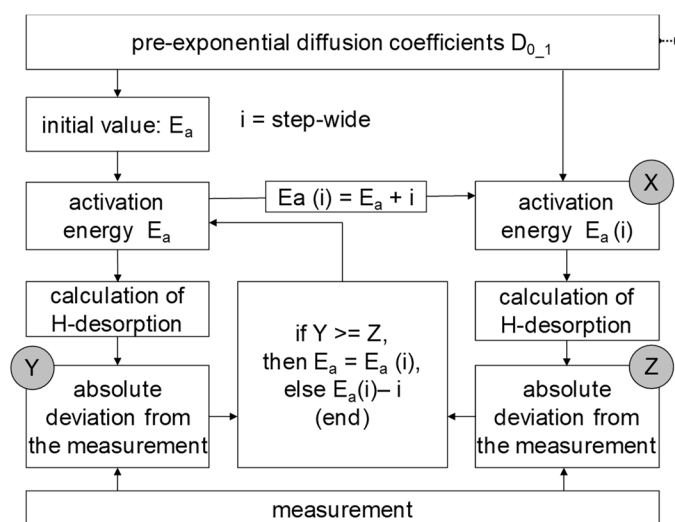 pre-exponential diffusion coefficients D₀_₁
initial value: Eₐ
i = step-wide
activation
energy Eₐ
Ea (i) = Eₐ + i
X
activation
energy Eₐ (i)
calculation of
H-desorption
if Y >= Z,
then Eₐ = Eₐ (i),
else Eₐ(i)– i
(end)
calculation of
H-desorption
Y
absolute
deviation from
the measurement
Z
absolute
deviation from
the measurement
measurement